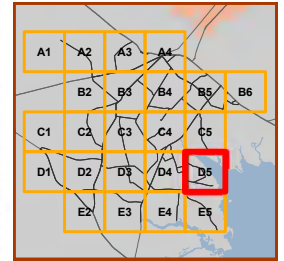 A1 A2 A3 A4
B2 B3 B4 B5 B6
C1 C2 C3 C4 C5
D1 D2 D3 D4 D5
E2 E3 E4 E5